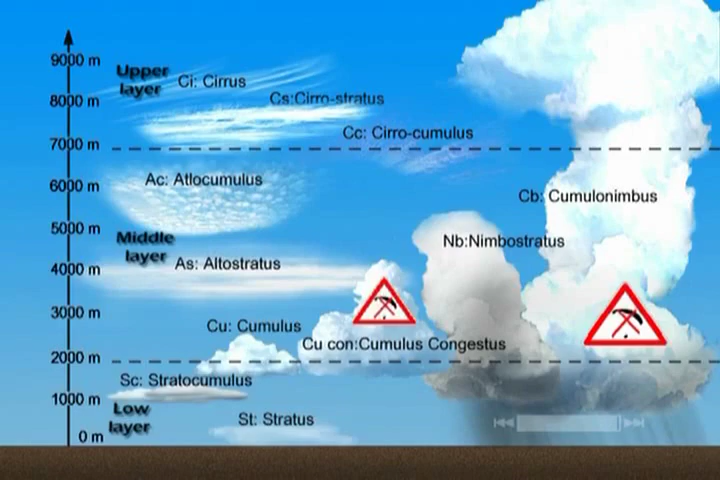 9000 m
Upper
layer
Ci: Cirrus
8000 m
Cs:Cirro-stratus
Cc: Cirro-cumulus
7000 m
Ac: Atlocumulus
6000 m
Cb: Cumulonimbus
5000 m
Middle
layer
Nb:Nimbostratus
As: Altostratus
4000 m
3000 m
Cu: Cumulus
Cu con:Cumulus Congestus
2000 m
Sc: Stratocumulus
1000 m
Low
layer
St: Stratus
0 m